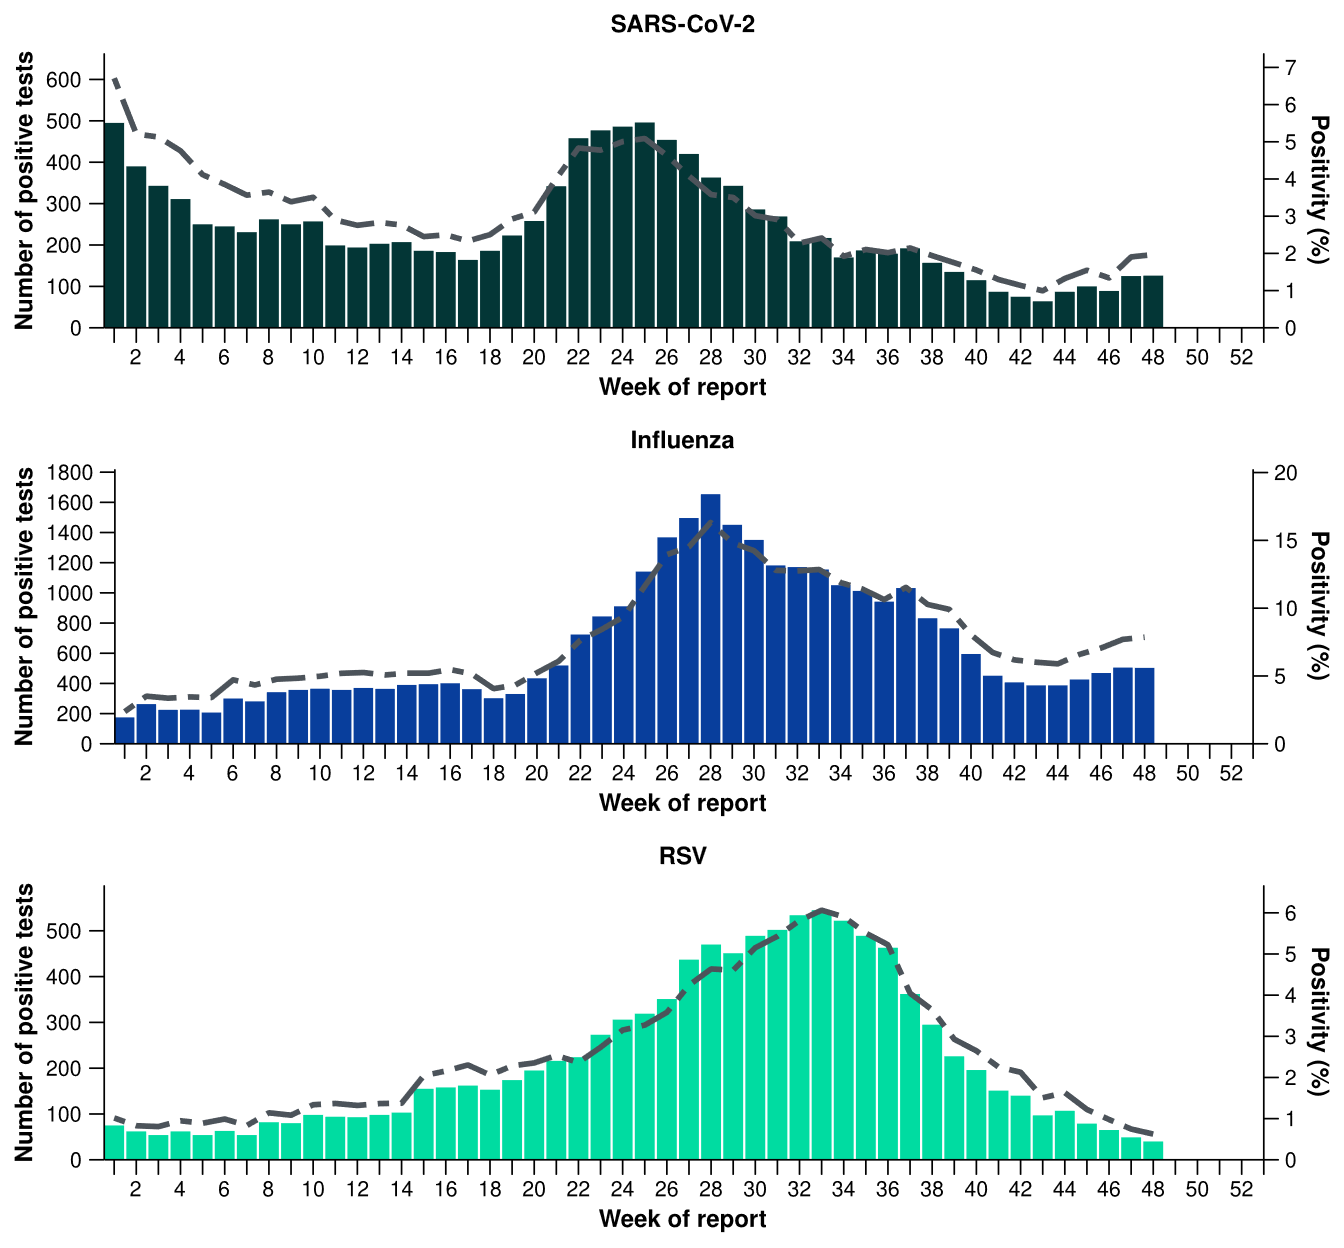 SARS-CoV-2
Number of positive tests
600
500
400
300
200
100
0
7
6
5
4
3
2
1
0
Positivity (%)
2 4 6 8 10 12 14 16 18 20 22 24 26 28 30 32 34 36 38 40 42 44 46 48 50 52
Week of report
Influenza
Number of positive tests
1800
1600
1400
1200
1000
800
600
400
200
0
20
15
10
5
0
Positivity (%)
2 4 6 8 10 12 14 16 18 20 22 24 26 28 30 32 34 36 38 40 42 44 46 48 50 52
Week of report
RSV
Number of positive tests
500
400
300
200
100
0
6
5
4
3
2
1
0
Positivity (%)
2 4 6 8 10 12 14 16 18 20 22 24 26 28 30 32 34 36 38 40 42 44 46 48 50 52
Week of report